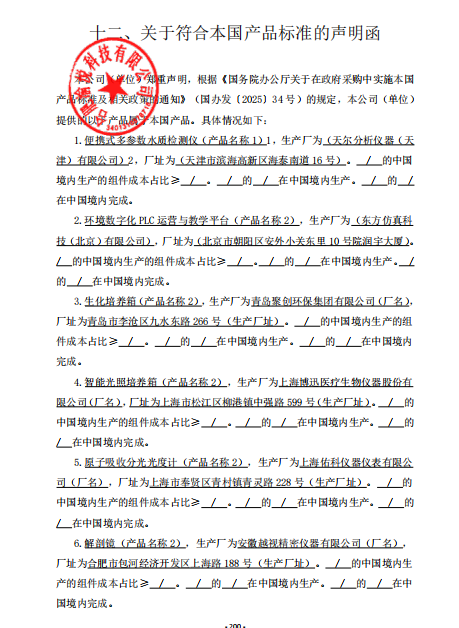 十二、关于符合本国产品标准的声明函
本公司（单位）郑重声明，根据《国务院办公厅关于在政府采购中实施本国
产品标准及相关政策的通知》（国办发〔2025〕34号）的规定，本公司（单位）
提供的以下产品属于本国产品。具体情况如下：
1.便携式多参数水质检测仪（产品名称1）1，生产厂为（天尔分析仪器（天
津）有限公司）2，厂址为（天津市滨海高新区海泰南道16号）。 / 的中国
境内生产的组件成本占比≥ / 。 / 的 / 在中国境内生产。 / 的 /
在中国境内完成。
2.环境数字化PLC运营与教学平台（产品名称2），生产厂为（东方仿真科
技（北京）有限公司），厂址为（北京市朝阳区安外小关东里10号院润宇大厦）。
/ 的中国境内生产的组件成本占比≥ / 。 / 的 / 在中国境内生产。 /
的 / 在中国境内完成。
3.生化培养箱（产品名称2），生产厂为青岛聚创环保集团有限公司（厂名），
厂址为青岛市李沧区九水东路266号（生产厂址）。 / 的中国境内生产的组
件成本占比≥ / 。 / 的 / 在中国境内生产。 / 的 / 在中国境内
完成。
4.智能光照培养箱（产品名称2），生产厂为上海博迅医疗生物仪器股份有
限公司（厂名），厂址为上海市松江区柳港镇中强路599号（生产厂址）。 / 的
中国境内生产的组件成本占比≥ / 。 / 的 / 在中国境内生产。 / 的
/ 在中国境内完成。
5.原子吸收分光光度计（产品名称2），生产厂为上海佑科仪器仪表有限公
司（厂名），厂址为上海市奉贤区青村镇青灵路228号（生产厂址）。 / 的
中国境内生产的组件成本占比≥ / 。 / 的 / 在中国境内生产。 / 的
/ 在中国境内完成。
6.解剖镜（产品名称2），生产厂为安徽越视精密仪器有限公司（厂名），
厂址为合肥市包河经济开发区上海路188号（生产厂址）。 / 的中国境内生
产的组件成本占比≥ / 。 / 的 / 在中国境内生产。 / 的 / 在中
国境内完成。
·200·